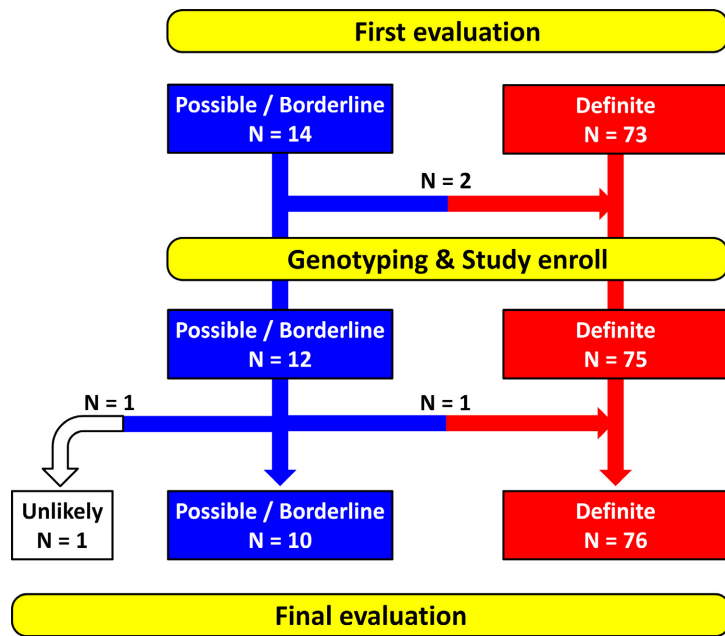 First evaluation
Possible / Borderline
N = 14
Definite
N = 73
N = 2
Genotyping & Study enroll
Possible / Borderline
N = 12
Definite
N = 75
N = 1
N = 1
Unlikely
N = 1
Possible / Borderline
N = 10
Definite
N = 76
Final evaluation